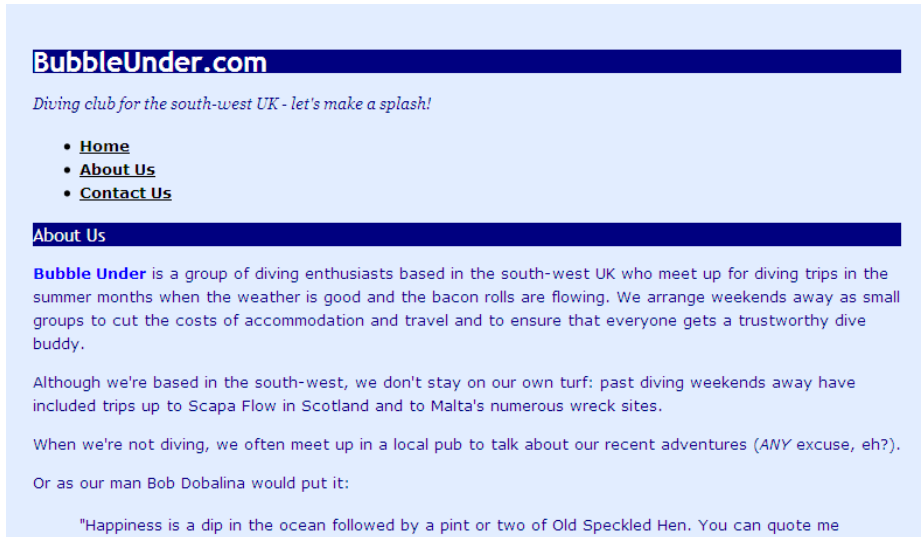 BubbleUnder.com
Diving club for the south-west UK - let's make a splash!
• Home
• About Us
• Contact Us
About Us
Bubble Under is a group of diving enthusiasts based in the south-west UK who meet up for diving trips in the
summer months when the weather is good and the bacon rolls are flowing. We arrange weekends away as small
groups to cut the costs of accommodation and travel and to ensure that everyone gets a trustworthy dive
buddy.
Although we're based in the south-west, we don't stay on our own turf: past diving weekends away have
included trips up to Scapa Flow in Scotland and to Malta's numerous wreck sites.
When we're not diving, we often meet up in a local pub to talk about our recent adventures (ANY excuse, eh?).
Or as our man Bob Dobalina would put it:
"Happiness is a dip in the ocean followed by a pint or two of Old Speckled Hen. You can quote me